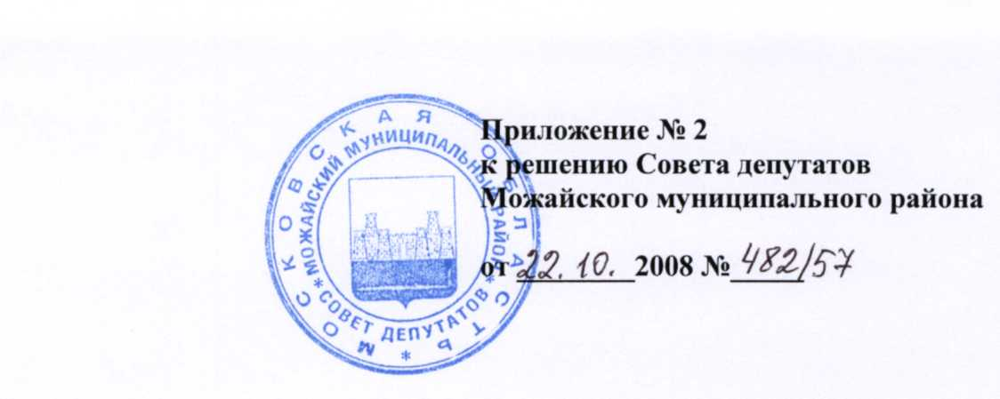 Приложение № 2
к решению Совета депутатов
Можайского муниципального района
от 22.10. 2008 № 482/57
МОСКОВСКАЯ ОБЛАСТЬ *
* МОЖАЙСКИЙ МУНИЦИПАЛЬНЫЙ РАЙОН *
СОВЕТ ДЕПУТАТОВ